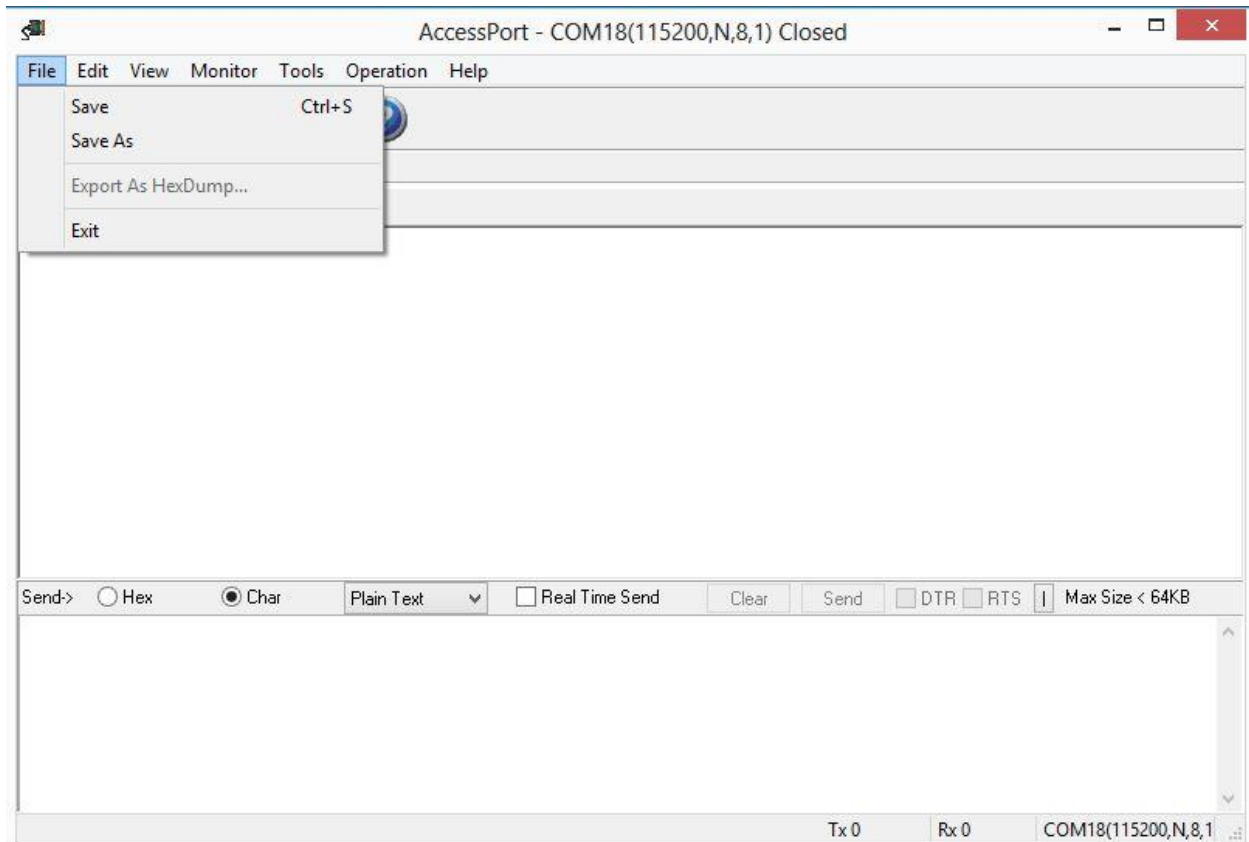 AccessPort - COM18(115200,N,8,1) Closed
File Edit View Monitor Tools Operation Help
Save Ctrl+S
Save As
Export As HexDump...
Exit
Send-> Hex Char Plain Text Real Time Send Clear Send DTR RTS | Max Size < 64KB
Tx 0 Rx 0 COM18(115200,N,8,1